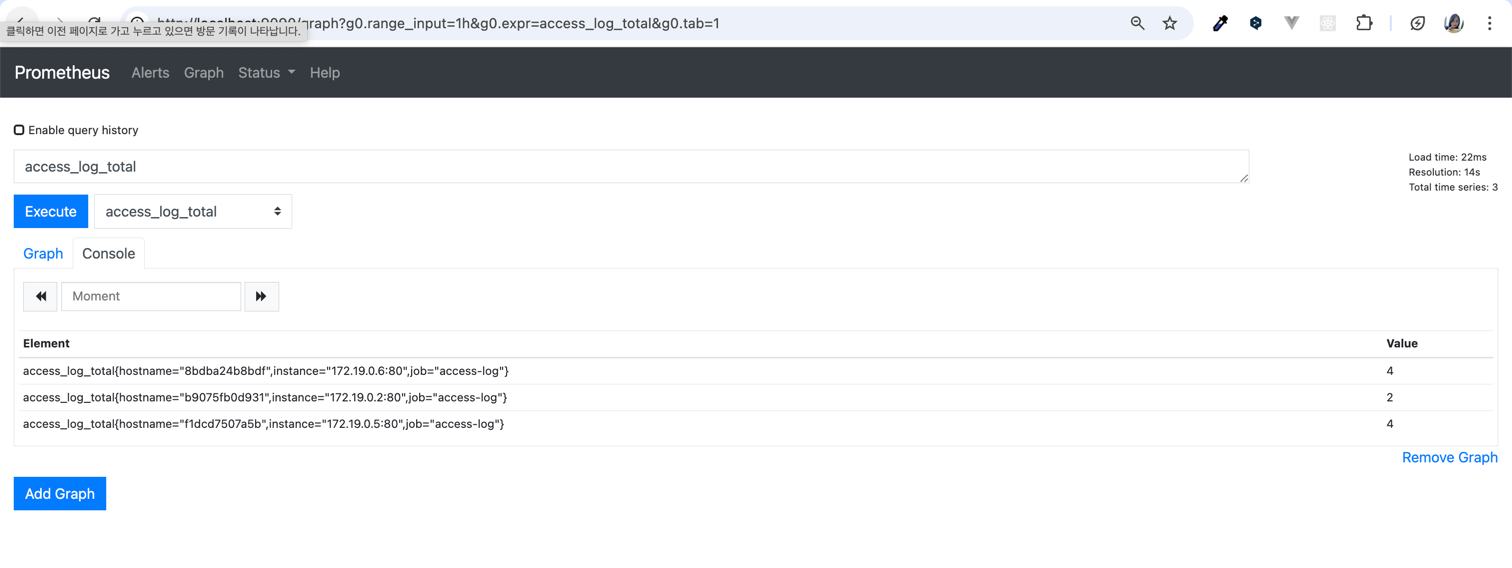 http://localhost:9090/graph?g0.range_input=1h&g0.expr=access_log_total&g0.tab=1
클릭하면 이전 페이지로 가고 누르고 있으면 방문 기록이 나타납니다.
Prometheus Alerts Graph Status Help
Enable query history
access_log_total
Load time: 22ms
Resolution: 14s
Total time series: 3
Execute access_log_total
Graph Console
Moment
Element Value
access_log_total{hostname="8bdba24b8bdf",instance="172.19.0.6:80",job="access-log"} 4
access_log_total{hostname="b9075fb0d931",instance="172.19.0.2:80",job="access-log"} 2
access_log_total{hostname="f1dcd7507a5b",instance="172.19.0.5:80",job="access-log"} 4
Remove Graph
Add Graph